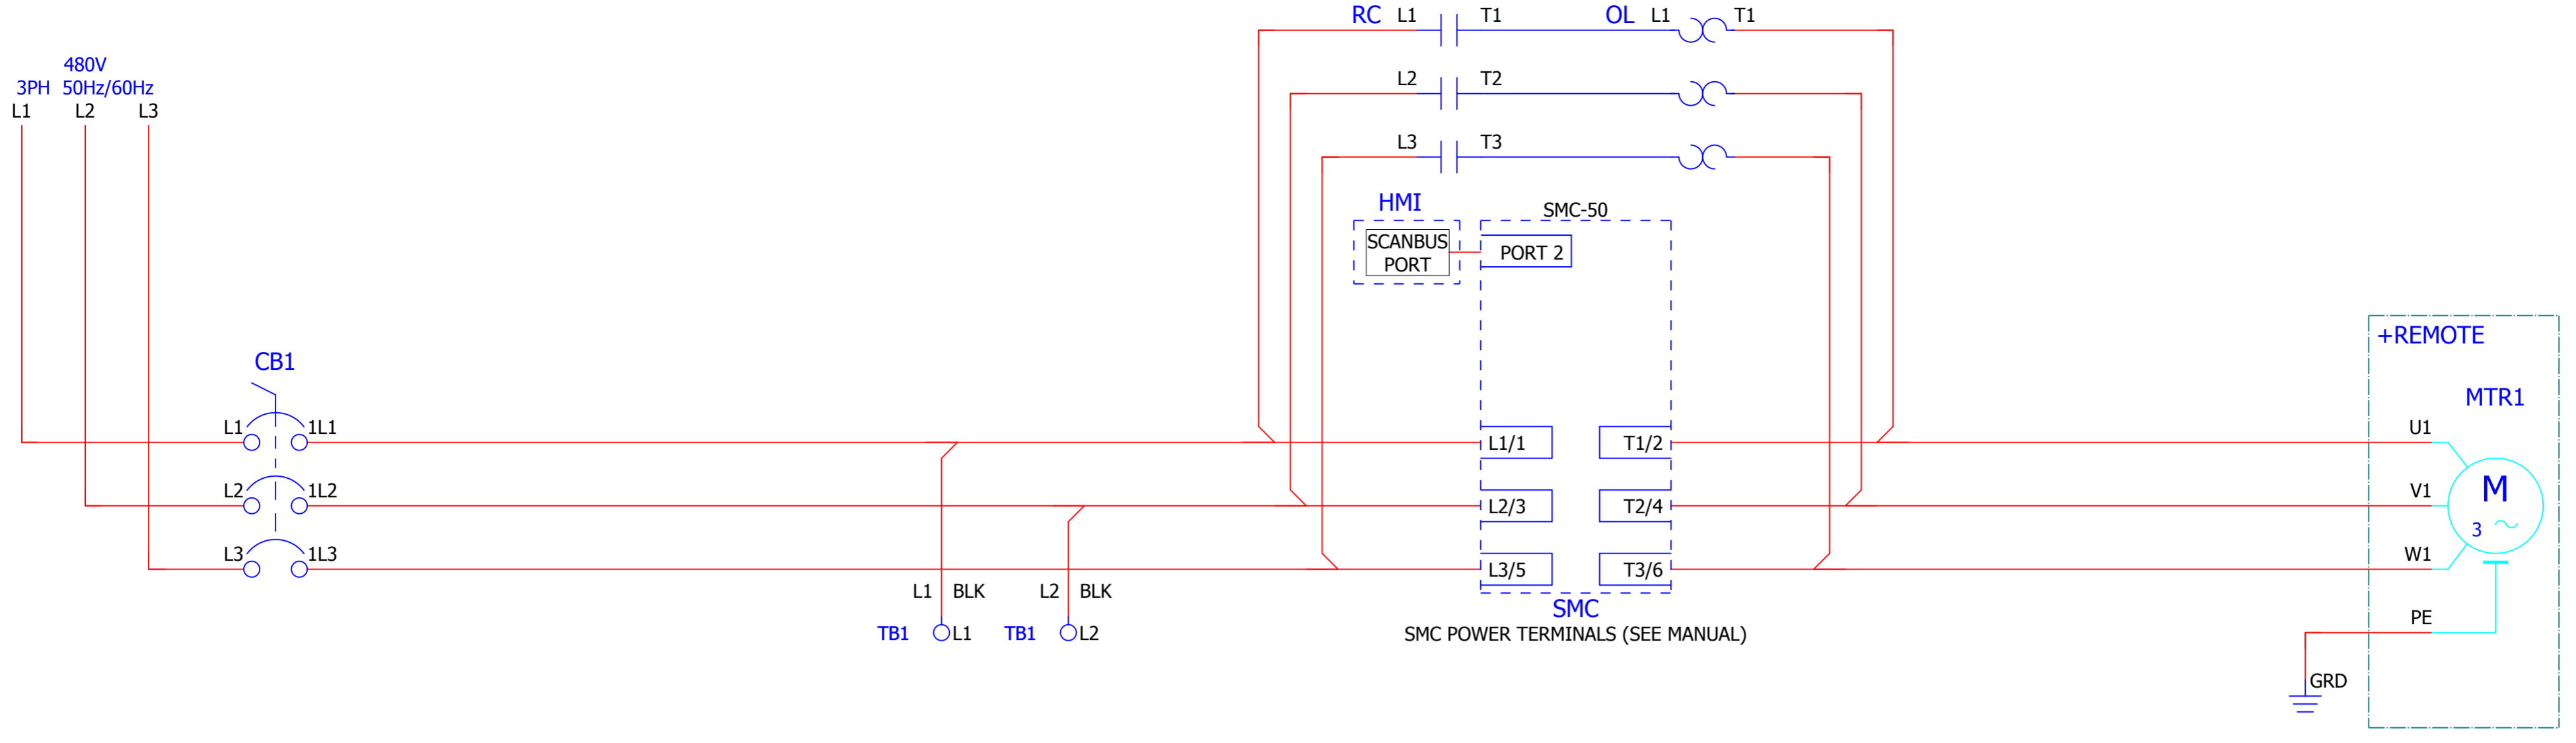 RC L1 T1 OL L1 T1
480V
3PH 50Hz/60Hz
L1 L2 L3
L2 T2
L3 T3
HMI
SMC-50
SCANBUS
PORT
PORT 2
+REMOTE
CB1
MTR1
L1 1L1
L1/1 T1/2
U1
L2 1L2
L2/3 T2/4
V1
M
3
L3 1L3
L3/5 T3/6
W1
L1 BLK L2 BLK
SMC
TB1 L1 TB1 L2
SMC POWER TERMINALS (SEE MANUAL)
PE
GRD